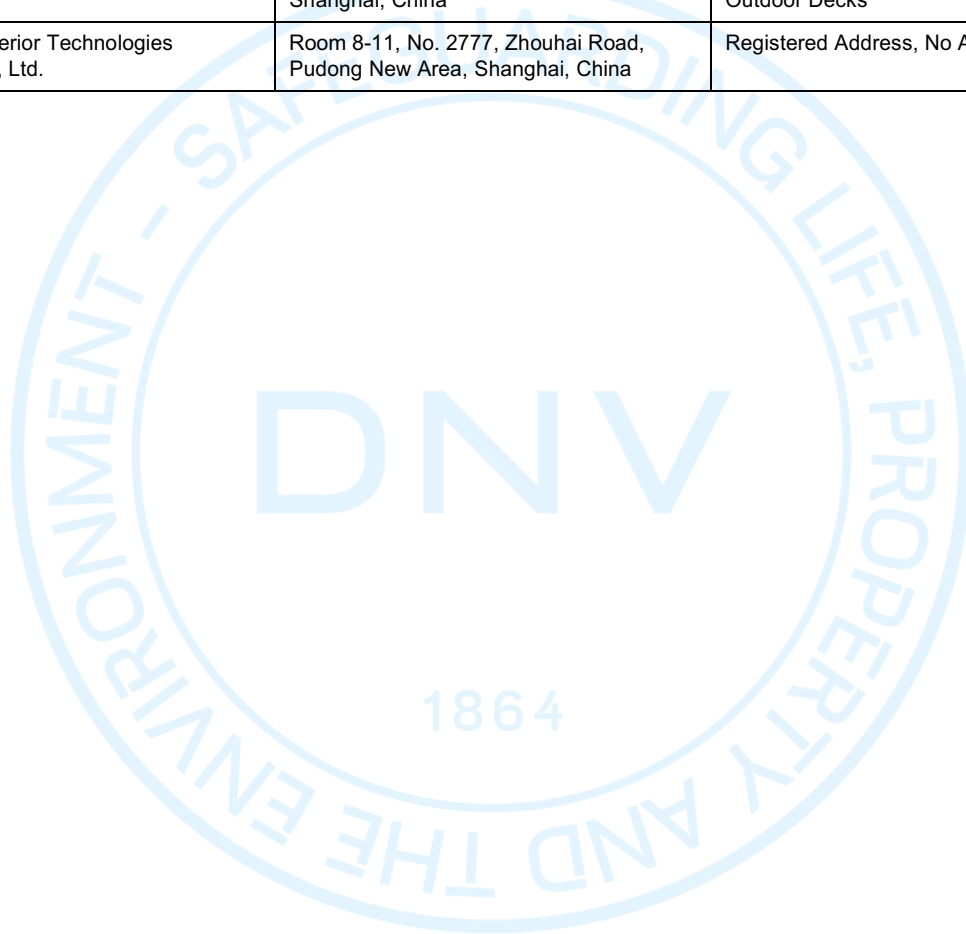 Shanghai, China
Outdoor Decks
erior Technologies
, Ltd.
Room 8-11, No. 2777, Zhouhai Road,
Pudong New Area, Shanghai, China
Registered Address, No A
SAFEGUARDING LIFE, PROPERTY AND THE ENVIRONMENT -
DNV
1864